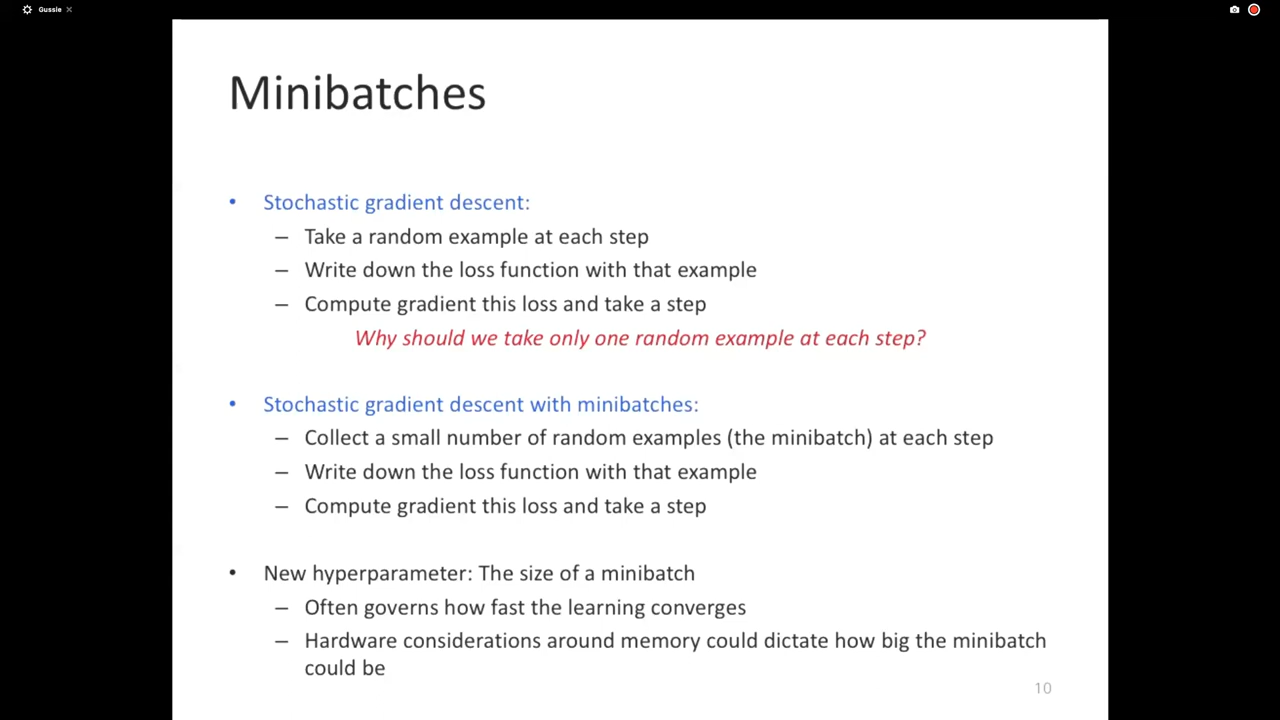 Gussie
Minibatches
• Stochastic gradient descent:
– Take a random example at each step
– Write down the loss function with that example
– Compute gradient this loss and take a step
Why should we take only one random example at each step?
• Stochastic gradient descent with minibatches:
– Collect a small number of random examples (the minibatch) at each step
– Write down the loss function with that example
– Compute gradient this loss and take a step
• New hyperparameter: The size of a minibatch
– Often governs how fast the learning converges
– Hardware considerations around memory could dictate how big the minibatch
could be
10